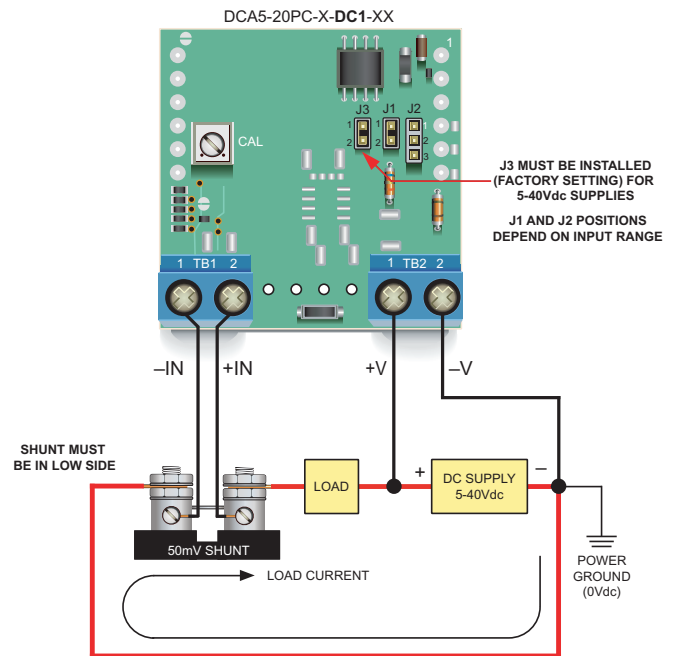 DCA5-20PC-X-DC1-XX
1
J3 J1 J2
1 1 1
2 2 2
3
CAL
J3 MUST BE INSTALLED
(FACTORY SETTING) FOR
5-40Vdc SUPPLIES
J1 AND J2 POSITIONS
DEPEND ON INPUT RANGE
1 TB1 2
1 TB2 2
–IN +IN
+V –V
SHUNT MUST
BE IN LOW SIDE
LOAD
+ –
DC SUPPLY
5-40Vdc
50mV SHUNT
LOAD CURRENT
POWER
GROUND
(0Vdc)